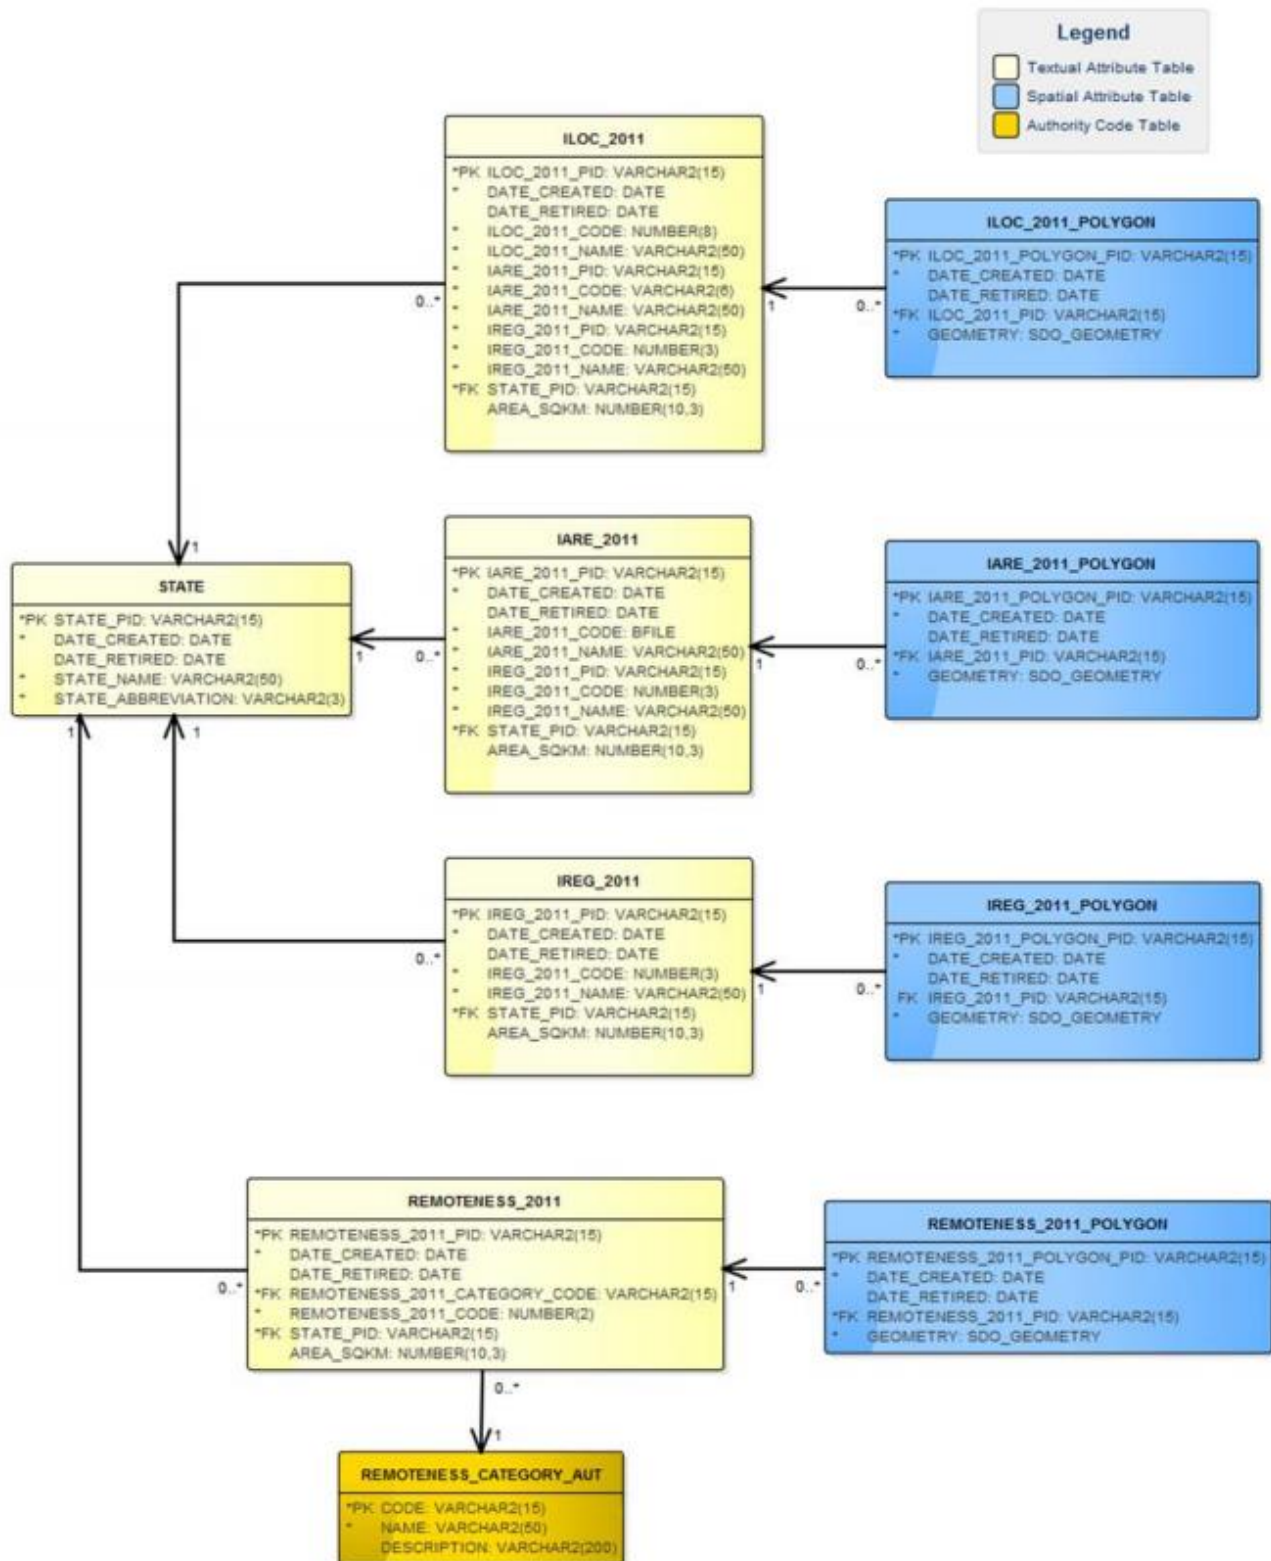 Legend
Textual Attribute Table
Spatial Attribute Table
Authority Code Table
ILOC_2011
*PK ILOC_2011_PID: VARCHAR2(15)
* DATE_CREATED: DATE
DATE_RETIRED: DATE
* ILOC_2011_CODE: NUMBER(8)
* ILOC_2011_NAME: VARCHAR2(50)
* IARE_2011_PID: VARCHAR2(15)
* IARE_2011_CODE: VARCHAR2(6)
* IARE_2011_NAME: VARCHAR2(50)
* IREG_2011_PID: VARCHAR2(15)
* IREG_2011_CODE: NUMBER(3)
* IREG_2011_NAME: VARCHAR2(50)
*FK STATE_PID: VARCHAR2(15)
AREA_SQKM: NUMBER(10,3)
0..*
1
1
0..*
ILOC_2011_POLYGON
*PK ILOC_2011_POLYGON_PID: VARCHAR2(15)
* DATE_CREATED: DATE
DATE_RETIRED: DATE
*FK ILOC_2011_PID: VARCHAR2(15)
* GEOMETRY: SDO_GEOMETRY
STATE
*PK STATE_PID: VARCHAR2(15)
* DATE_CREATED: DATE
DATE_RETIRED: DATE
* STATE_NAME: VARCHAR2(50)
* STATE_ABBREVIATION: VARCHAR2(3)
1
0..*
IARE_2011
*PK IARE_2011_PID: VARCHAR2(15)
* DATE_CREATED: DATE
DATE_RETIRED: DATE
* IARE_2011_CODE: BFILE
* IARE_2011_NAME: VARCHAR2(50)
* IREG_2011_PID: VARCHAR2(15)
* IREG_2011_CODE: NUMBER(3)
* IREG_2011_NAME: VARCHAR2(50)
*FK STATE_PID: VARCHAR2(15)
AREA_SQKM: NUMBER(10,3)
1
0..*
IARE_2011_POLYGON
*PK IARE_2011_POLYGON_PID: VARCHAR2(15)
* DATE_CREATED: DATE
DATE_RETIRED: DATE
*FK IARE_2011_PID: VARCHAR2(15)
* GEOMETRY: SDO_GEOMETRY
1
1
IREG_2011
*PK IREG_2011_PID: VARCHAR2(15)
* DATE_CREATED: DATE
DATE_RETIRED: DATE
* IREG_2011_CODE: NUMBER(3)
* IREG_2011_NAME: VARCHAR2(50)
*FK STATE_PID: VARCHAR2(15)
AREA_SQKM: NUMBER(10,3)
0..*
1
0..*
IREG_2011_POLYGON
*PK IREG_2011_POLYGON_PID: VARCHAR2(15)
* DATE_CREATED: DATE
DATE_RETIRED: DATE
FK IREG_2011_PID: VARCHAR2(15)
* GEOMETRY: SDO_GEOMETRY
REMOTENESS_2011
*PK REMOTENESS_2011_PID: VARCHAR2(15)
* DATE_CREATED: DATE
DATE_RETIRED: DATE
*FK REMOTENESS_2011_CATEGORY_CODE: VARCHAR2(15)
* REMOTENESS_2011_CODE: NUMBER(2)
*FK STATE_PID: VARCHAR2(15)
AREA_SQKM: NUMBER(10,3)
0..*
1
0..*
REMOTENESS_2011_POLYGON
*PK REMOTENESS_2011_POLYGON_PID: VARCHAR2(15)
* DATE_CREATED: DATE
DATE_RETIRED: DATE
*FK REMOTENESS_2011_PID: VARCHAR2(15)
* GEOMETRY: SDO_GEOMETRY
0..*
1
REMOTENESS_CATEGORY_AUT
*PK CODE: VARCHAR2(15)
* NAME: VARCHAR2(50)
DESCRIPTION: VARCHAR2(200)